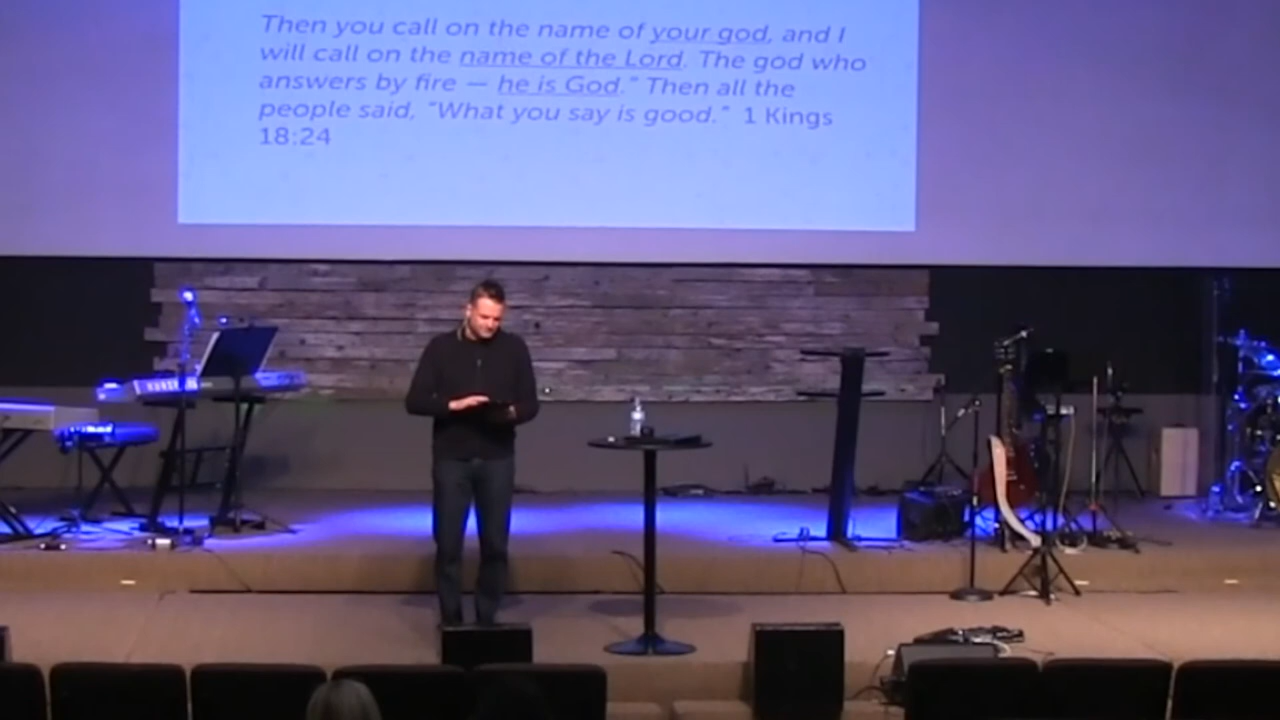 Then you call on the name of your god, and I
will call on the name of the Lord. The god who
answers by fire — he is God.” Then all the
people said, “What you say is good.” 1 Kings
18:24